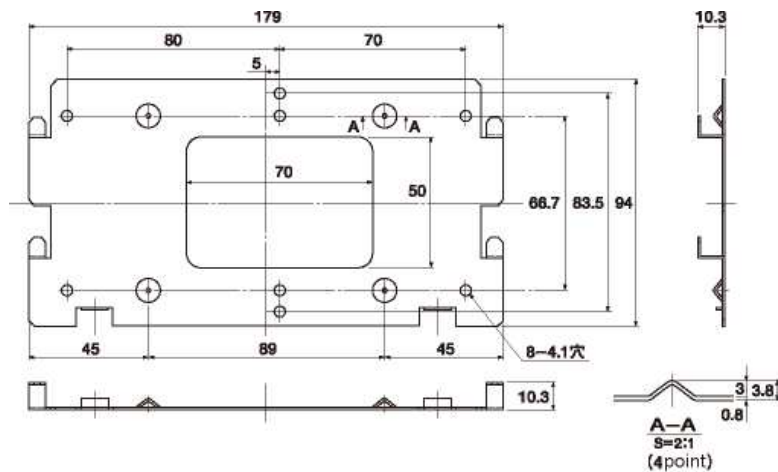 179
10.3
80
70
5
A
A
70
50
66.7
83.5
94
45
89
45
8-4.1穴
10.3
3
3.8
0.8
A-A
S=2:1
(4point)